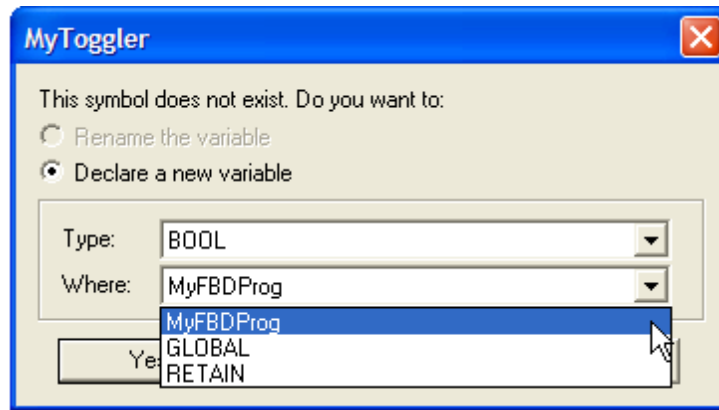 MyToggler
This symbol does not exist. Do you want to:
Rename the variable
Declare a new variable
Type: BOOL
Where: MyFBDProg
MyFBDProg
GLOBAL
RETAIN